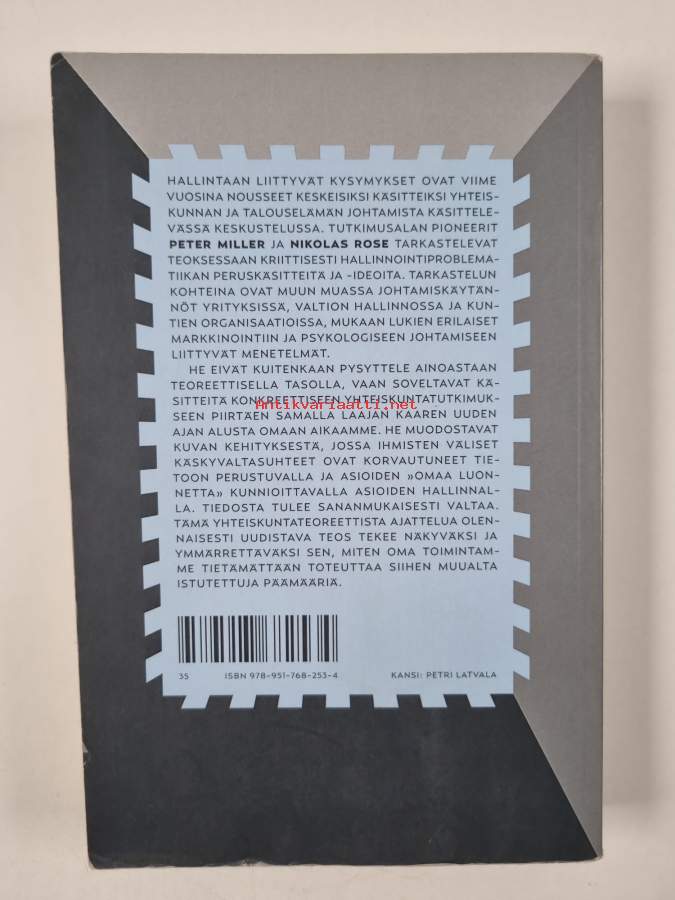 HALLINTAAN LIITTYVÄT KYSYMYKSET OVAT VIIME
VUOSINA NOUSSEET KESKEISIKSI KÄSITTEIKSI YHTEIS-
KUNNAN JA TALOUSELÄMÄN JOHTAMISTA KÄSITTELE-
VÄSSÄ KESKUSTELUSSA. TUTKIMUSALAN PIONEERIT
PETER MILLER JA NIKOLAS ROSE TARKASTELEVAT
TEOKSESSAAN KRIITTISESTI HALLINNOINTIPROBLEMA-
TIIKAN PERUSKÄSITTEITÄ JA -IDEOITA. TARKASTELUN
KOHTEINA OVAT MUUN MUASSA JOHTAMISKÄYTÄN-
NÖT YRITYKSISSÄ, VALTION HALLINNOSSA JA KUN-
TIEN ORGANISAATIOISSA, MUKAAN LUKIEN ERILAISET
MARKKINOINTIIN JA PSYKOLOGISEEN JOHTAMISEEN
LIITTYVÄT MENETELMÄT.
HE EIVÄT KUITENKAAN PYSYTTELE AINOASTAAN
TEOREETTISELLA TASOLLA, VAAN SOVELTAVAT KÄ-
SITTEITÄ KONKREETTISEEN YHTEISKUNTATUTKIMUK-
Antikvariaatti.net
SEEN PIIRTÄEN SAMALLA LAAJAN KAAREN UUDEN
AJAN ALUSTA OMAAN AIKAAMME. HE MUODOSTAVAT
KUVAN KEHITYKSESTÄ, JOSSA IHMISTEN VÄLISET
KÄSKYVALTASUHTEET OVAT KORVAUTUNEET TIE-
TOON PERUSTUVALLA JA ASIOIDEN »OMAA LUON-
NETTA» KUNNIOITTAVALLA ASIOIDEN HALLINNAL-
LA. TIEDOSTA TULEE SANANMUKAISESTI VALTAA.
TÄMÄ YHTEISKUNTATEOREETTISTA AJATTELUA OLEN-
NAISESTI UUDISTAVA TEOS TEKEE NÄKYVÄKSI JA
YMMÄRRETTÄVÄKSI SEN, MITEN OMA TOIMINTAM-
ME TIETÄMÄTTÄÄN TOTEUTTAA SIIHEN MUUALTA
ISTUTETTUJA PÄÄMÄÄRIÄ.
35 ISBN 978-951-768-253-4 KANSI: PETRI LATVALA